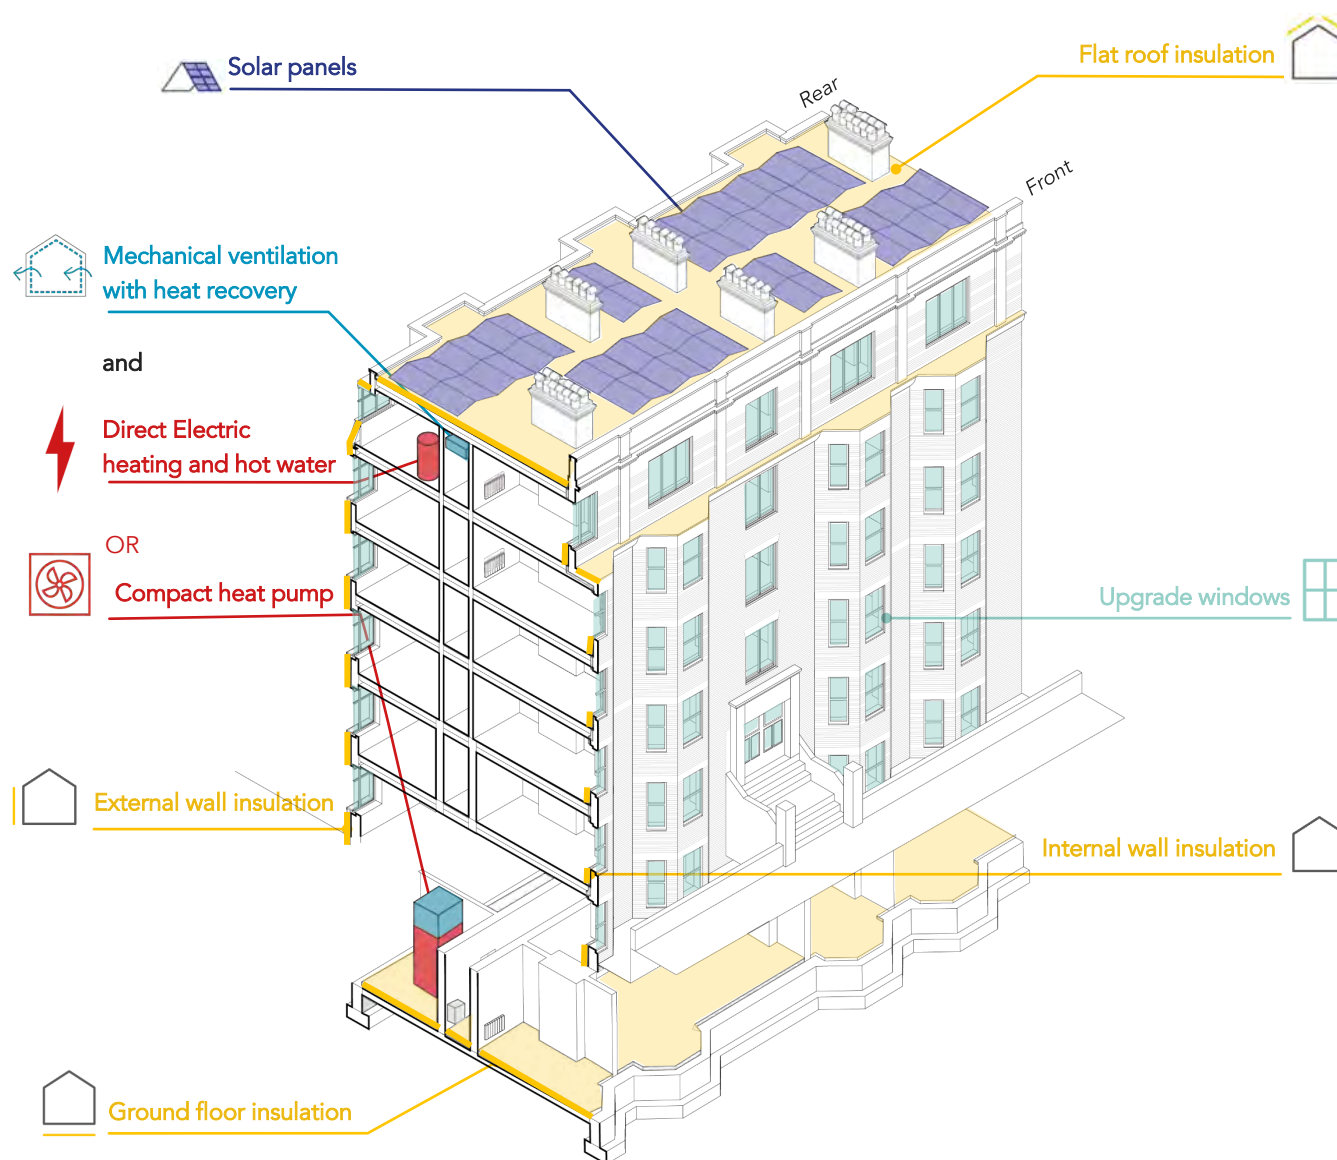 Solar panels
Flat roof insulation
Rear
Front
Mechanical ventilation
with heat recovery
and
Direct Electric
heating and hot water
OR
Compact heat pump
Upgrade windows
External wall insulation
Internal wall insulation
Ground floor insulation